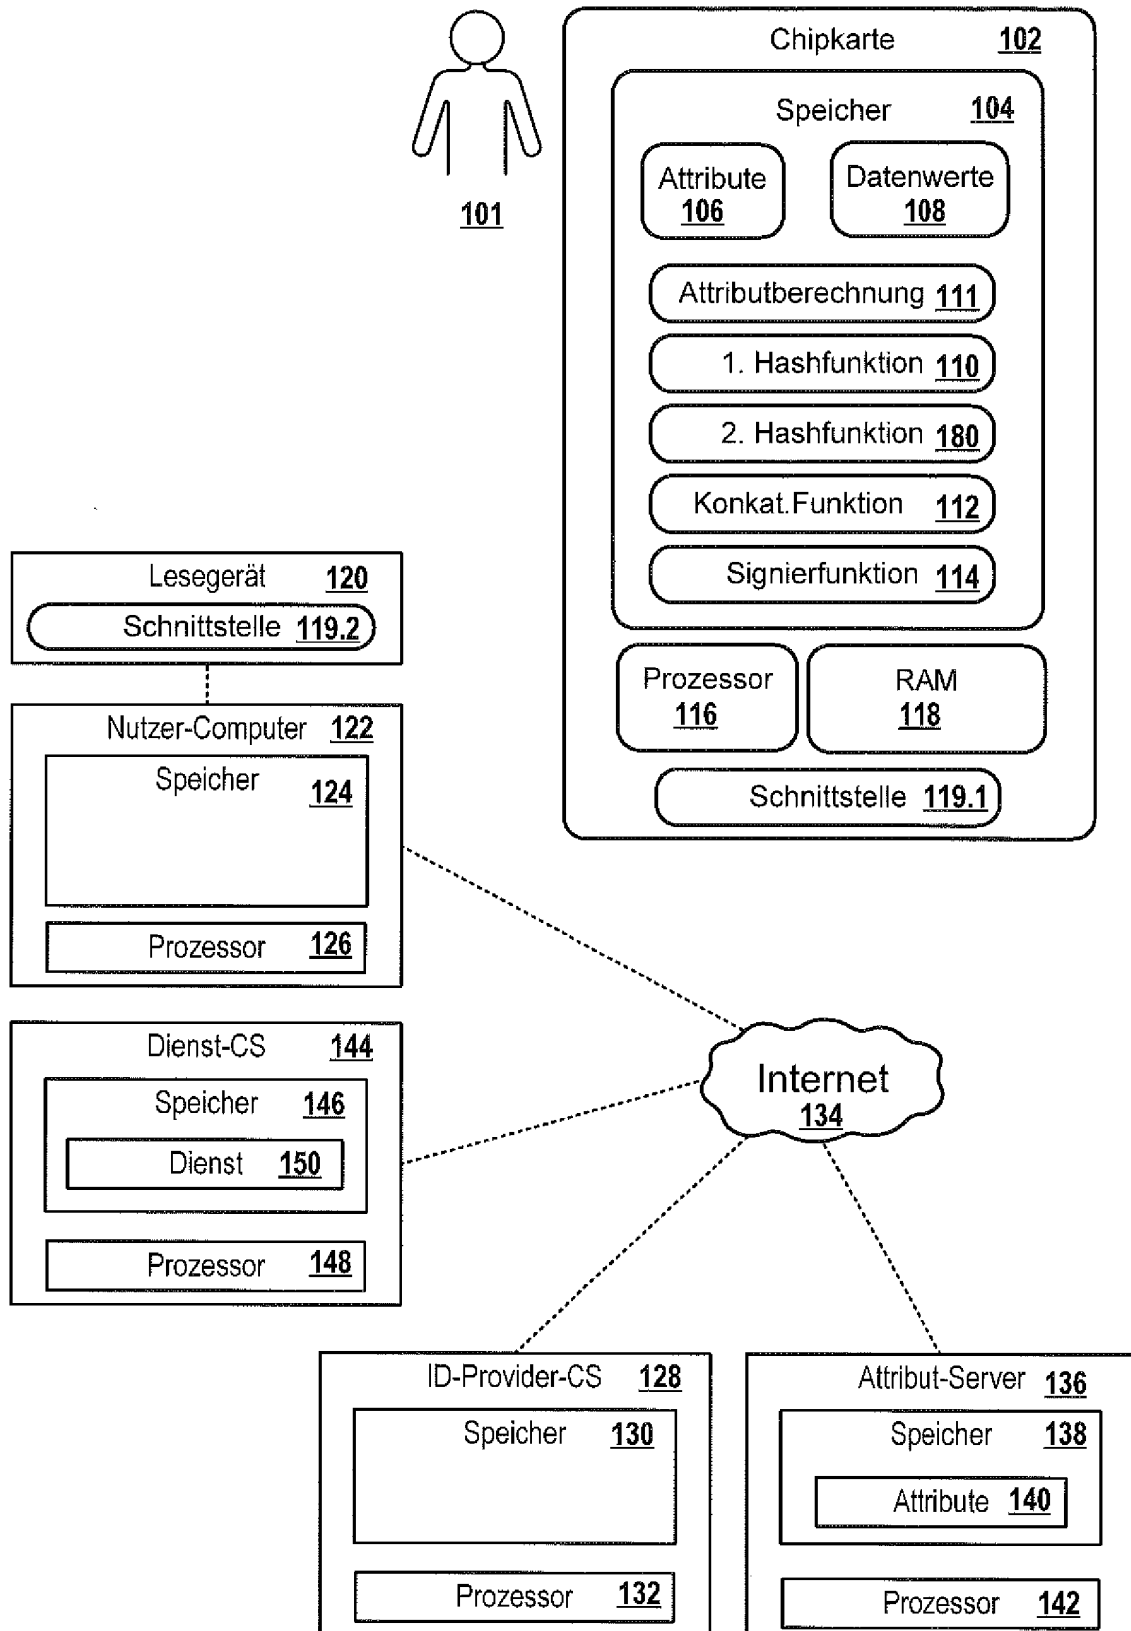 Chipkarte 102
Speicher 104
Attribute
106
Datenwerte
108
101
Attributberechnung 111
1. Hashfunktion 110
2. Hashfunktion 180
Konkat.Funktion 112
Signierfunktion 114
Lesegerät 120
Schnittstelle 119.2
Prozessor
116
RAM
118
Schnittstelle 119.1
Nutzer-Computer 122
Speicher 124
Prozessor 126
Dienst-CS 144
Speicher 146
Dienst 150
Prozessor 148
Internet
134
ID-Provider-CS 128
Speicher 130
Prozessor 132
Attribut-Server 136
Speicher 138
Attribute 140
Prozessor 142